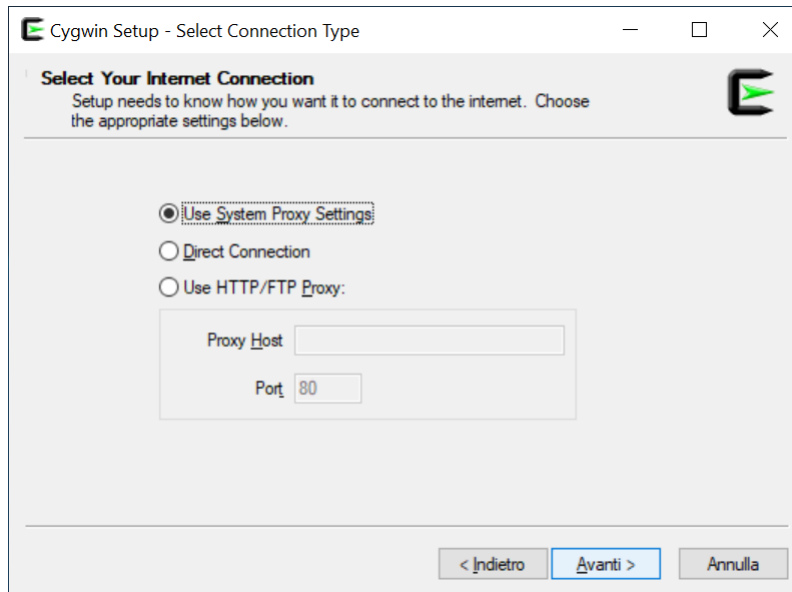 Cygwin Setup - Select Connection Type
Select Your Internet Connection
Setup needs to know how you want it to connect to the internet. Choose
the appropriate settings below.
Use System Proxy Settings
Direct Connection
Use HTTP/FTP Proxy:
Proxy Host
Port 80
< Indietro Avanti > Annulla